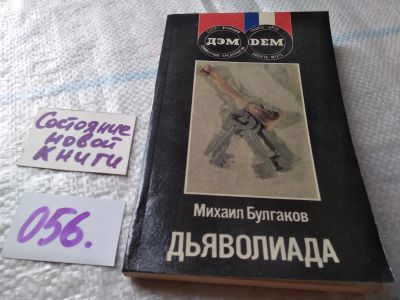 Состояние
новой
книги
056.
ДЭМ
DEM
Михаил Булгаков
ДЬЯВОЛИАДА